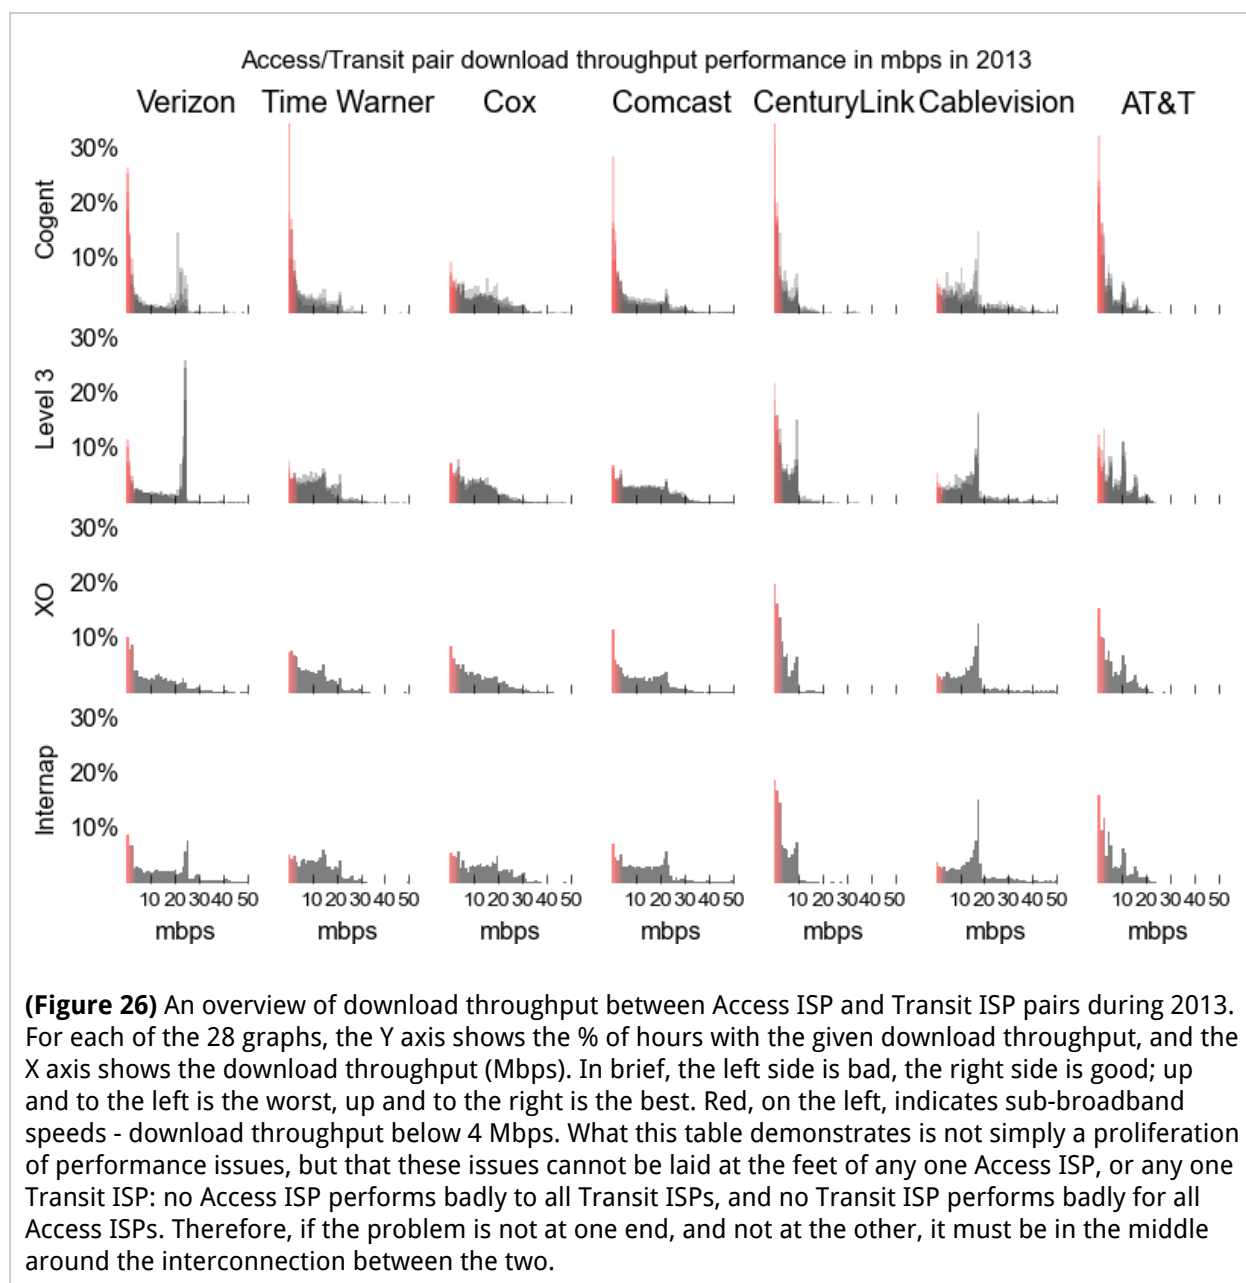 Access/Transit pair download throughput performance in mbps in 2013
Verizon Time Warner Cox Comcast CenturyLink Cablevision AT&T
Cogent
30%
20%
10%
Level 3
30%
20%
10%
XO
30%
20%
10%
Internap
30%
20%
10%
10 20 30 40 50 10 20 30 40 50 10 20 30 40 50 10 20 30 40 50 10 20 30 40 50 10 20 30 40 50 10 20 30 40 50
mbps mbps mbps mbps mbps mbps mbps
(Figure 26) An overview of download throughput between Access ISP and Transit ISP pairs during 2013.
For each of the 28 graphs, the Y axis shows the % of hours with the given download throughput, and the
X axis shows the download throughput (Mbps). In brief, the left side is bad, the right side is good; up
and to the left is the worst, up and to the right is the best. Red, on the left, indicates sub-broadband
speeds - download throughput below 4 Mbps. What this table demonstrates is not simply a proliferation
of performance issues, but that these issues cannot be laid at the feet of any one Access ISP, or any one
Transit ISP: no Access ISP performs badly to all Transit ISPs, and no Transit ISP performs badly for all
Access ISPs. Therefore, if the problem is not at one end, and not at the other, it must be in the middle
around the interconnection between the two.